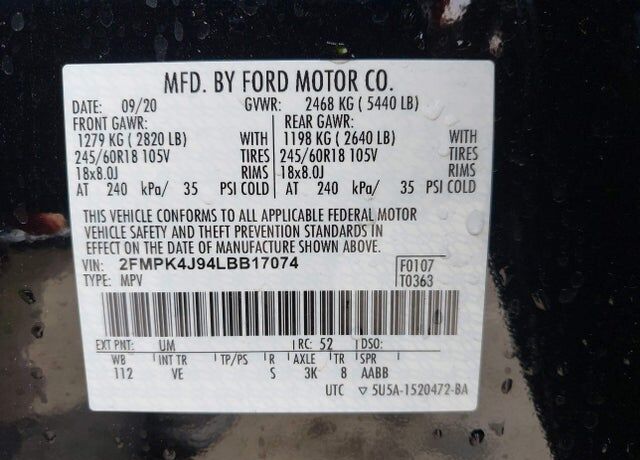 MFD. BY FORD MOTOR CO.
DATE: 09/20 GVWR: 2468 KG ( 5440 LB)
FRONT GAWR: REAR GAWR:
1279 KG ( 2820 LB) WITH 1198 KG ( 2640 LB) WITH
245/60R18 105V TIRES 245/60R18 105V TIRES
18x8.0J RIMS 18x8.0J RIMS
AT 240 kPa/ 35 PSI COLD AT 240 kPa/ 35 PSI COLD
THIS VEHICLE CONFORMS TO ALL APPLICABLE FEDERAL MOTOR
VEHICLE SAFETY AND THEFT PREVENTION STANDARDS IN
EFFECT ON THE DATE OF MANUFACTURE SHOWN ABOVE.
VIN: 2FMPK4J94LBB17074 F0107
TYPE: MPV T0363
EXT PNT: UM RC: 52 DSO:
WB INT TR TP/PS R AXLE TR SPR
112 VE S 3K 8 AABB
UTC ▽ 5U5A-1520472-BA